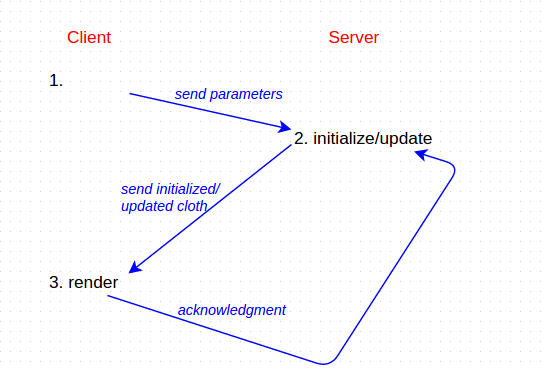 Client
Server
1.
send parameters
2. initialize/update
send initialized/
updated cloth
3. render
acknowledgment